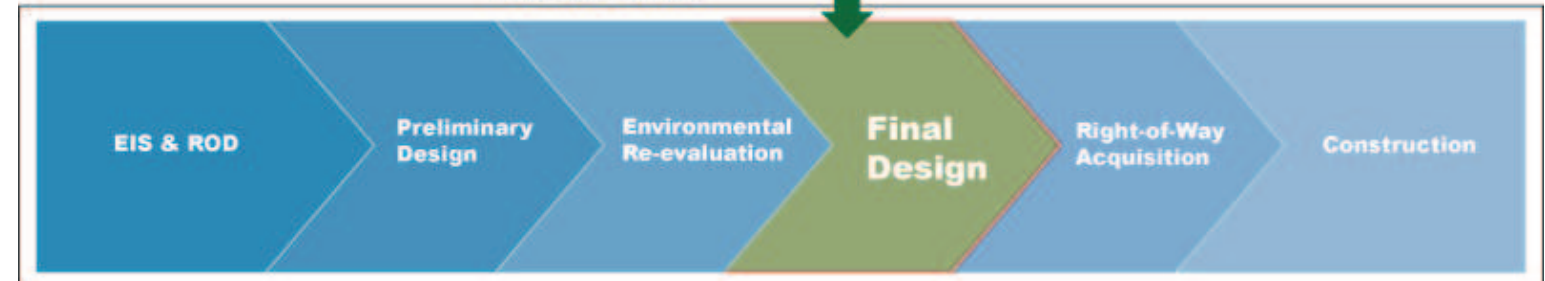 EIS & ROD
Preliminary
Design
Environmental
Re-evaluation
Final
Design
Right-of-Way
Acquisition
Construction